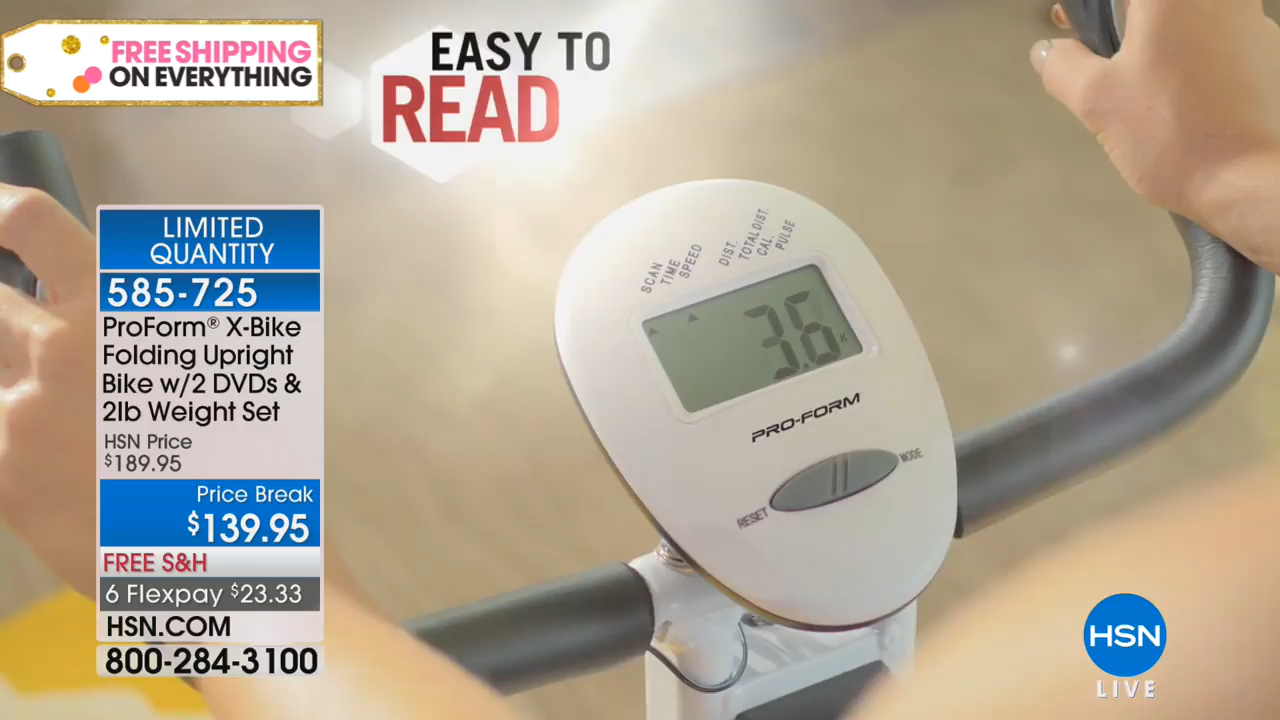 FREE SHIPPING
ON EVERYTHING
EASY TO
READ
LIMITED
QUANTITY
585-725
ProForm® X-Bike
Folding Upright
Bike w/2 DVDs &
2lb Weight Set
HSN Price
$189.95
Price Break
$139.95
FREE S&H
6 Flexpay $23.33
HSN.COM
800-284-3100
SCAN
TIME
SPEED
DIST.
TOTAL DIST.
CAL.
PULSE
3.6 K
PRO-FORM
RESET
MODE
HSN
LIVE